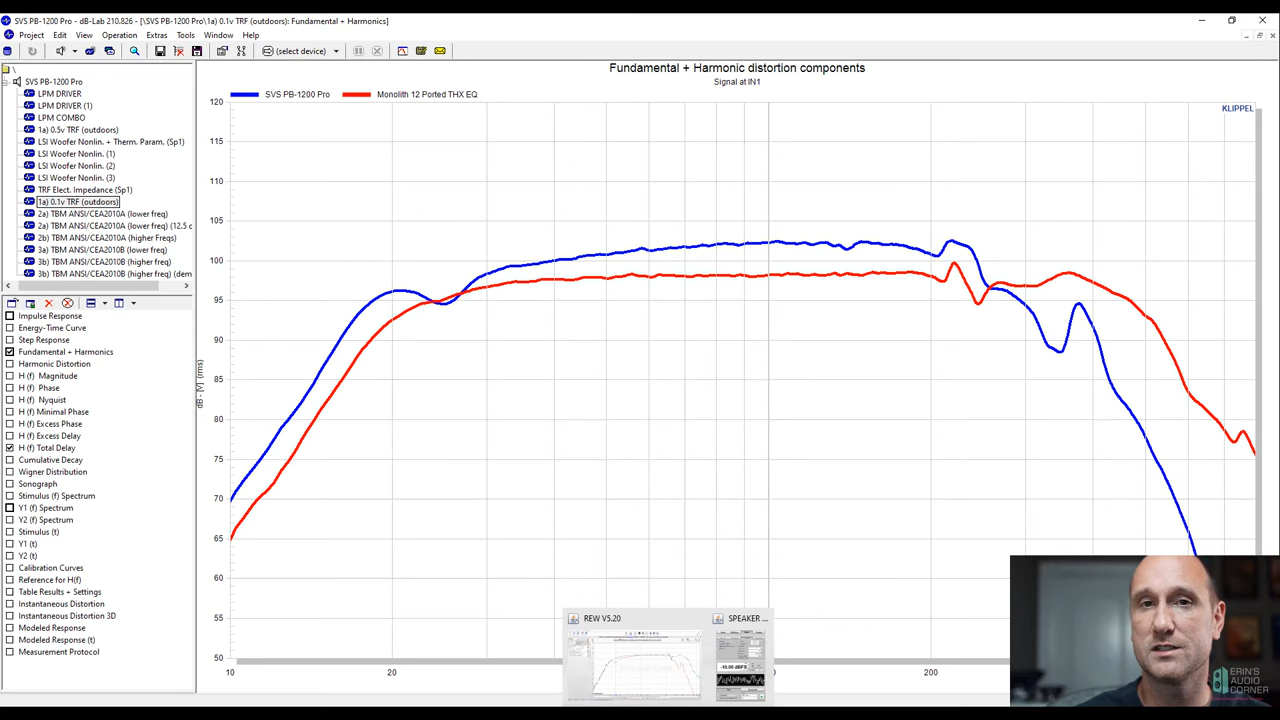 SVS PB-1200 Pro - dB-Lab 210.826 - [\SVS PB-1200 Pro\1a) 0.1v TRF (outdoors): Fundamental + Harmonics]
Project Edit View Operation Extras Tools Window Help
(select device)
\
SVS PB-1200 Pro
LPM DRIVER
LPM DRIVER (1)
LPM COMBO
1a) 0.5v TRF (outdoors)
LSI Woofer Nonlin. + Therm. Param. (Sp1)
LSI Woofer Nonlin. (1)
LSI Woofer Nonlin. (2)
LSI Woofer Nonlin. (3)
TRF Elect. Impedance (Sp1)
1a) 0.1v TRF (outdoors)
2a) TBM ANSI/CEA2010A (lower freq)
2a) TBM ANSI/CEA2010A (lower freq) (12.5 c
2b) TBM ANSI/CEA2010A (higher Freqs)
3a) TBM ANSI/CEA2010B (lower freq)
3b) TBM ANSI/CEA2010B (higher freq)
3b) TBM ANSI/CEA2010B (higher freq) (dem
Impulse Response
Energy-Time Curve
Step Response
Fundamental + Harmonics
Harmonic Distortion
H (f) Magnitude
H (f) Phase
H (f) Nyquist
H (f) Minimal Phase
H (f) Excess Phase
H (f) Excess Delay
H (f) Total Delay
Cumulative Decay
Wigner Distribution
Sonograph
Stimulus (f) Spectrum
Y1 (f) Spectrum
Y2 (f) Spectrum
Stimulus (t)
Y1 (t)
Y2 (t)
Calibration Curves
Reference for H(f)
Table Results + Settings
Instantaneous Distortion
Instantaneous Distortion 3D
Modeled Response
Modeled Response (t)
Measurement Protocol
Fundamental + Harmonic distortion components
Signal at IN1
SVS PB-1200 Pro Monolith 12 Ported THX EQ
KLIPPEL
120
115
110
105
100
95
90
85
80
75
70
65
60
55
50
dB - [V] (rms)
10 20 200
REW V5.20
SPEAKER ...
-10.00 dBFS
ERIN'S
AUDIO
CORNER